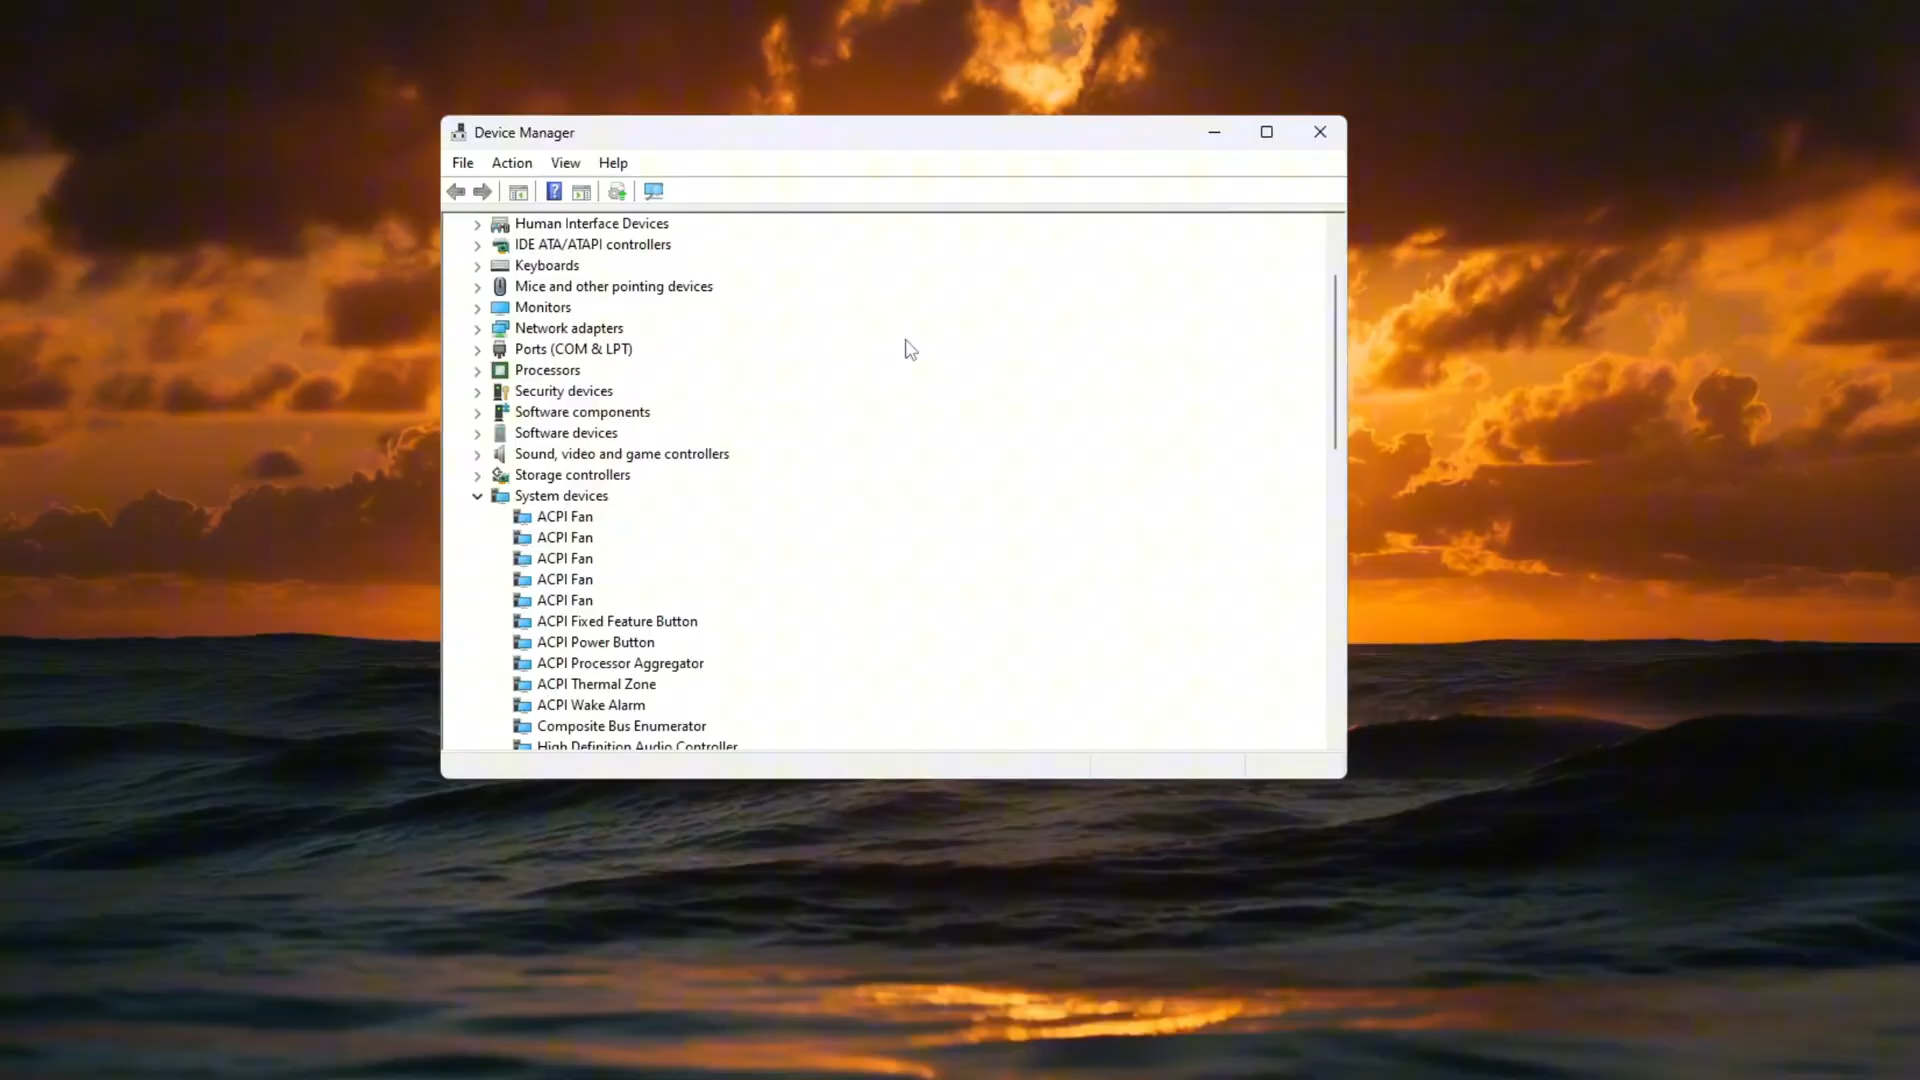 Device Manager
File Action View Help
Human Interface Devices
IDE ATA/ATAPI controllers
Keyboards
Mice and other pointing devices
Monitors
Network adapters
Ports (COM & LPT)
Processors
Security devices
Software components
Software devices
Sound, video and game controllers
Storage controllers
System devices
ACPI Fan
ACPI Fan
ACPI Fan
ACPI Fan
ACPI Fan
ACPI Fixed Feature Button
ACPI Power Button
ACPI Processor Aggregator
ACPI Thermal Zone
ACPI Wake Alarm
Composite Bus Enumerator
High Definition Audio Controller